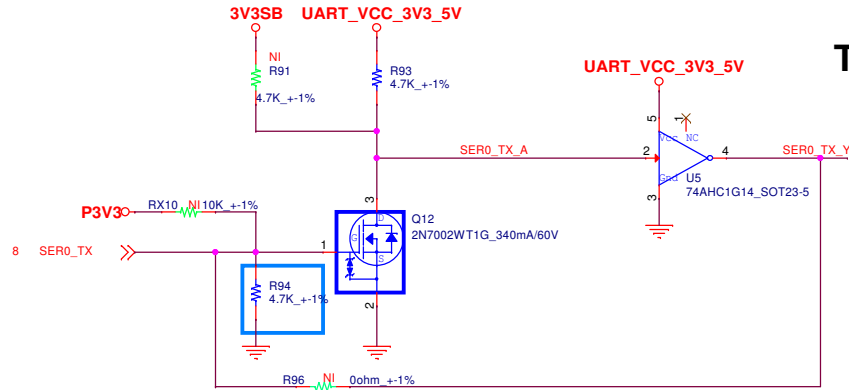 3V3SB
UART_VCC_3V3_5V
T
NI
R91
4.7K_+-1%
R93
4.7K_+-1%
UART_VCC_3V3_5V
5
1
Vcc
NC
SER0_TX_A
2
4
SER0_TX_Y
Gnd
U5
3
74AHC1G14_SOT23-5
P3V3
RX10
NI
10K_+-1%
3
D
Q12
2N7002WT1G_340mA/60V
8
SER0_TX
1
G
S
R94
4.7K_+-1%
2
R96
NI
0ohm_+-1%